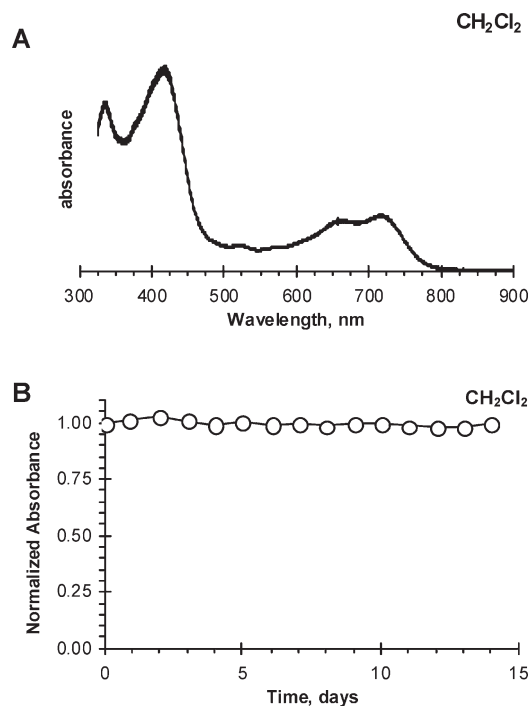 CH₂Cl₂
A
absorbance
300 400 500 600 700 800 900
Wavelength, nm
B
CH₂Cl₂
1.00
0.75
0.50
0.25
0.00
Normalized Absorbance
0 5 10 15
Time, days